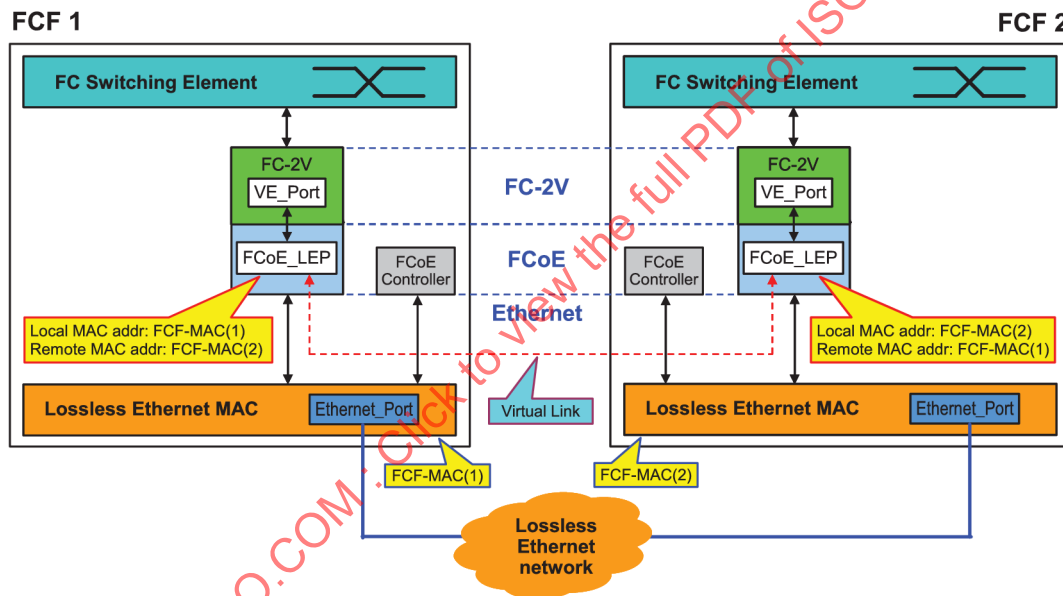 FCF 1
FCF 2
FC Switching Element
FC Switching Element
FC-2V
VE_Port
FC-2V
FC-2V
VE_Port
FCoE_LEP
FCoE
Controller
FCoE
FCoE
Controller
FCoE_LEP
Ethernet
Local MAC addr: FCF-MAC(1)
Remote MAC addr: FCF-MAC(2)
Local MAC addr: FCF-MAC(2)
Remote MAC addr: FCF-MAC(1)
Lossless Ethernet MAC
Ethernet_Port
Virtual Link
Lossless Ethernet MAC
Ethernet_Port
FCF-MAC(1)
FCF-MAC(2)
Lossless
Ethernet
network
O.COM : Click to view the full PDF of ISO